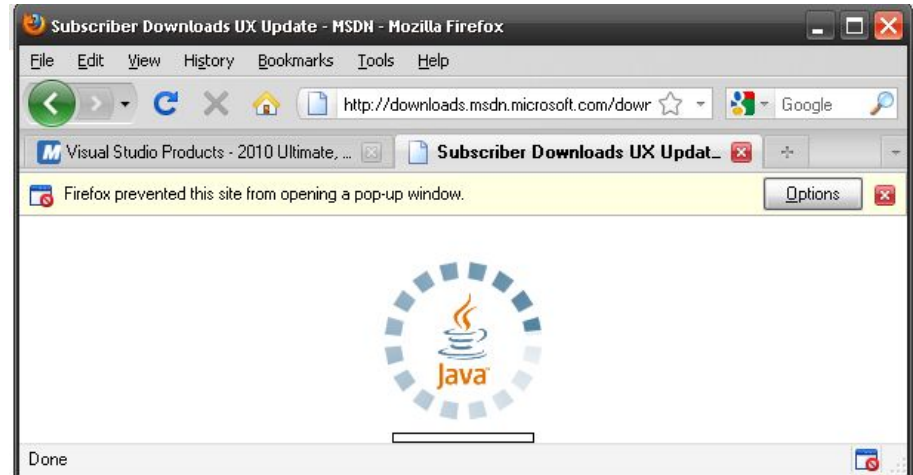 Subscriber Downloads UX Update - MSDN - Mozilla Firefox
File Edit View History Bookmarks Tools Help
http://downloads.msdn.microsoft.com/dowr Google
Visual Studio Products - 2010 Ultimate, ... Subscriber Downloads UX Updat...
Firefox prevented this site from opening a pop-up window. Options
Java
Done